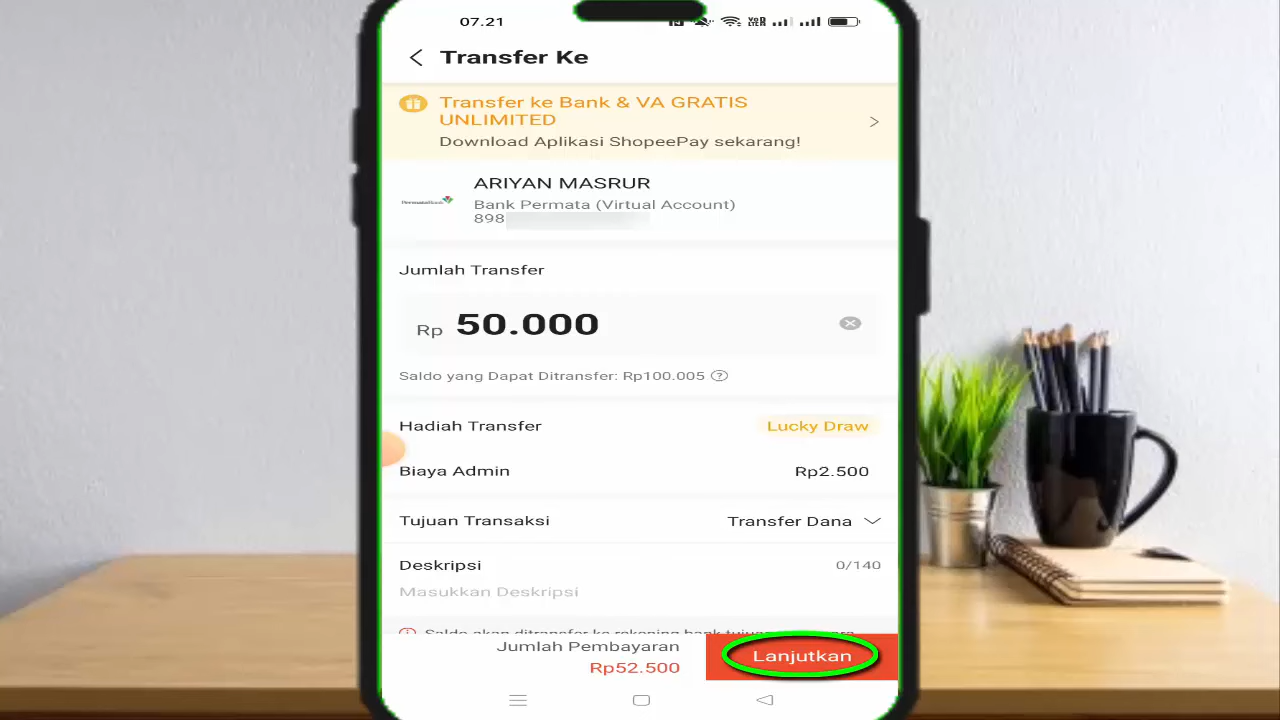 07.21
Transfer Ke
Transfer ke Bank & VA GRATIS
UNLIMITED
Download Aplikasi ShopeePay sekarang!
ARIYAN MASRUR
PermataBank
Bank Permata (Virtual Account)
898
Jumlah Transfer
Rp 50.000
Saldo yang Dapat Ditransfer: Rp100.005
Hadiah Transfer Lucky Draw
Biaya Admin Rp2.500
Tujuan Transaksi Transfer Dana
Deskripsi 0/140
Masukkan Deskripsi
Saldo akan ditransfer ke rekening bank
Jumlah Pembayaran
Rp52.500
Lanjutkan